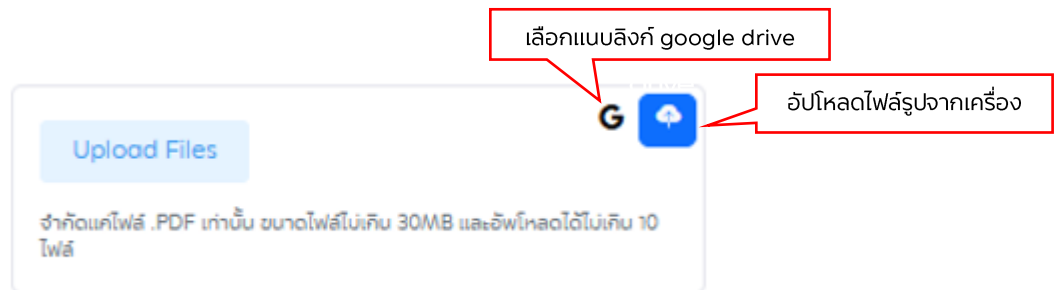 เลือกแนบลิงก์ google drive
อัปโหลดไฟล์รูปจากเครื่อง
G
Upload Files
จำกัดแค่ไฟล์ .PDF เท่านั้น ขนาดไฟล์ไม่เกิน 30MB และอัพโหลดได้ไม่เกิน 10
ไฟล์